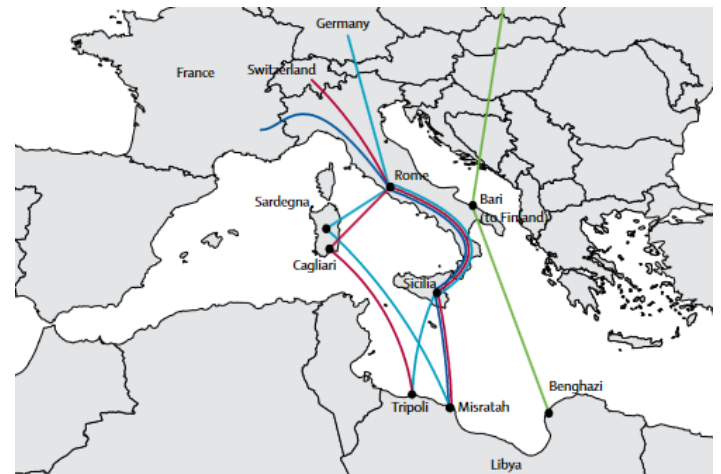 Germany
France
Switzerland
Rome
Sardegna
Bari
(to Finland)
Cagliari
Sicilia
Benghazi
Tripoli
Misratah
Libya